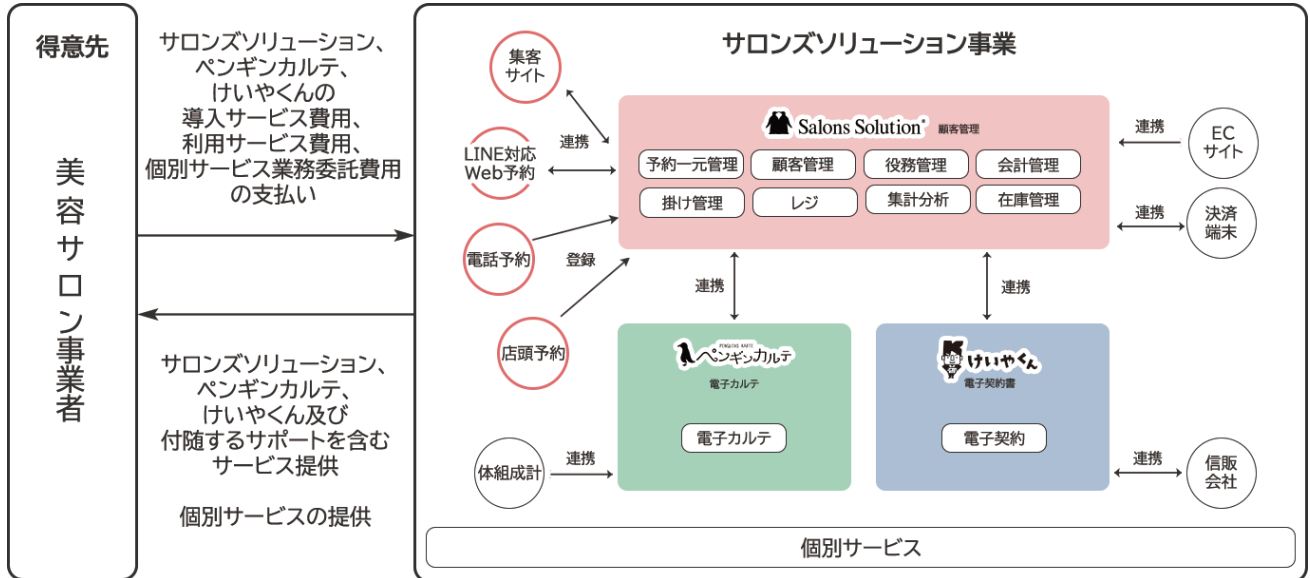 得意先
美容サロン事業者
サロンズソリューション、
ペンギンカルテ、
けいやくんの
導入サービス費用、
利用サービス費用、
個別サービス業務委託費用
の支払い
サロンズソリューション、
ペンギンカルテ、
けいやくん及び
付随するサポートを含む
サービス提供
個別サービスの提供
サロンズソリューション事業
集客
サイト
連携
LINE対応
Web予約
電話予約
登録
店頭予約
Salons Solution® 顧客管理
予約一元管理
顧客管理
役務管理
会計管理
掛け管理
レジ
集計分析
在庫管理
連携
EC
サイト
連携
決済
端末
連携
連携
PENGUINS KARTE
ペンギンカルテ
電子カルテ
電子カルテ
けいやくん
電子契約書
電子契約
体組成計
連携
連携
信販
会社
個別サービス